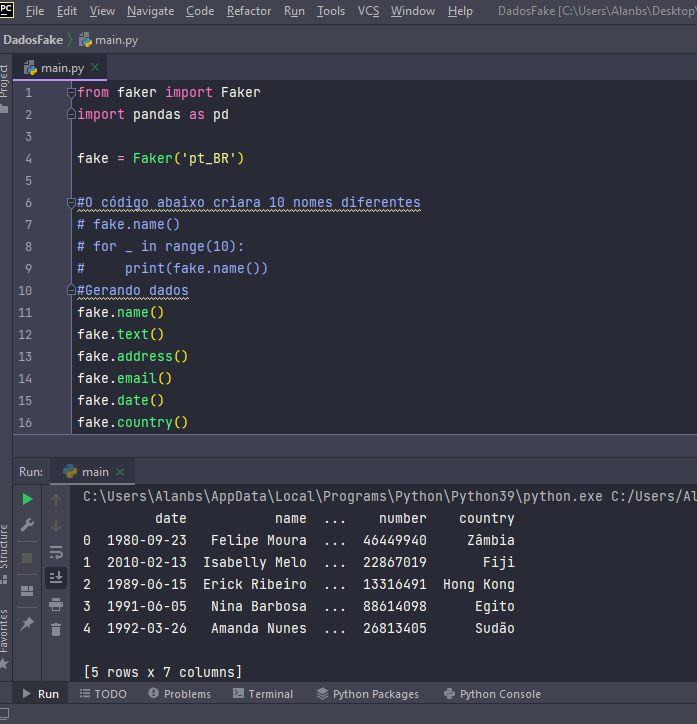 PC File Edit View Navigate Code Refactor Run Tools VCS Window Help DadosFake [C:\Users\Alanbs\Desktop\
DadosFake main.py
Project
main.py
1 from faker import Faker
2 import pandas as pd
3
4 fake = Faker('pt_BR')
5
6 #O código abaixo criara 10 nomes diferentes
7 # fake.name()
8 # for _ in range(10):
9 #     print(fake.name())
10 #Gerando dados
11 fake.name()
12 fake.text()
13 fake.address()
14 fake.email()
15 fake.date()
16 fake.country()
Run: main
C:\Users\Alanbs\AppData\Local\Programs\Python\Python39\python.exe C:/Users/Al
date name ... number country
0 1980-09-23 Felipe Moura ... 46449940 Zâmbia
1 2010-02-13 Isabelly Melo ... 22867019 Fiji
2 1989-06-15 Erick Ribeiro ... 13316491 Hong Kong
3 1991-06-05 Nina Barbosa ... 88614098 Egito
4 1992-03-26 Amanda Nunes ... 26813405 Sudão
[5 rows x 7 columns]
Structure
Favorites
Run TODO Problems Terminal Python Packages Python Console